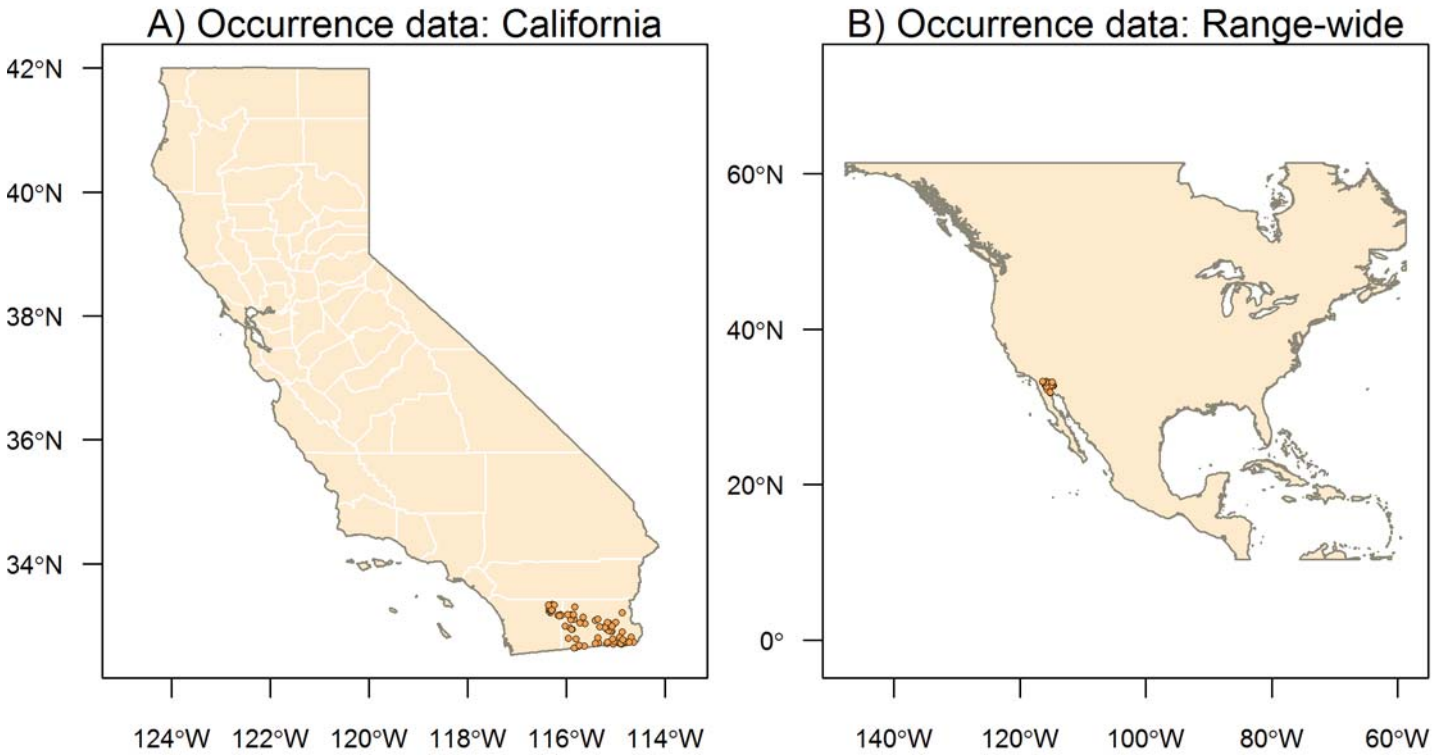 A) Occurrence data: California
42°N
40°N
38°N
36°N
34°N
124°W 122°W 120°W 118°W 116°W 114°W
B) Occurrence data: Range-wide
60°N
40°N
20°N
0°
140°W 120°W 100°W 80°W 60°W